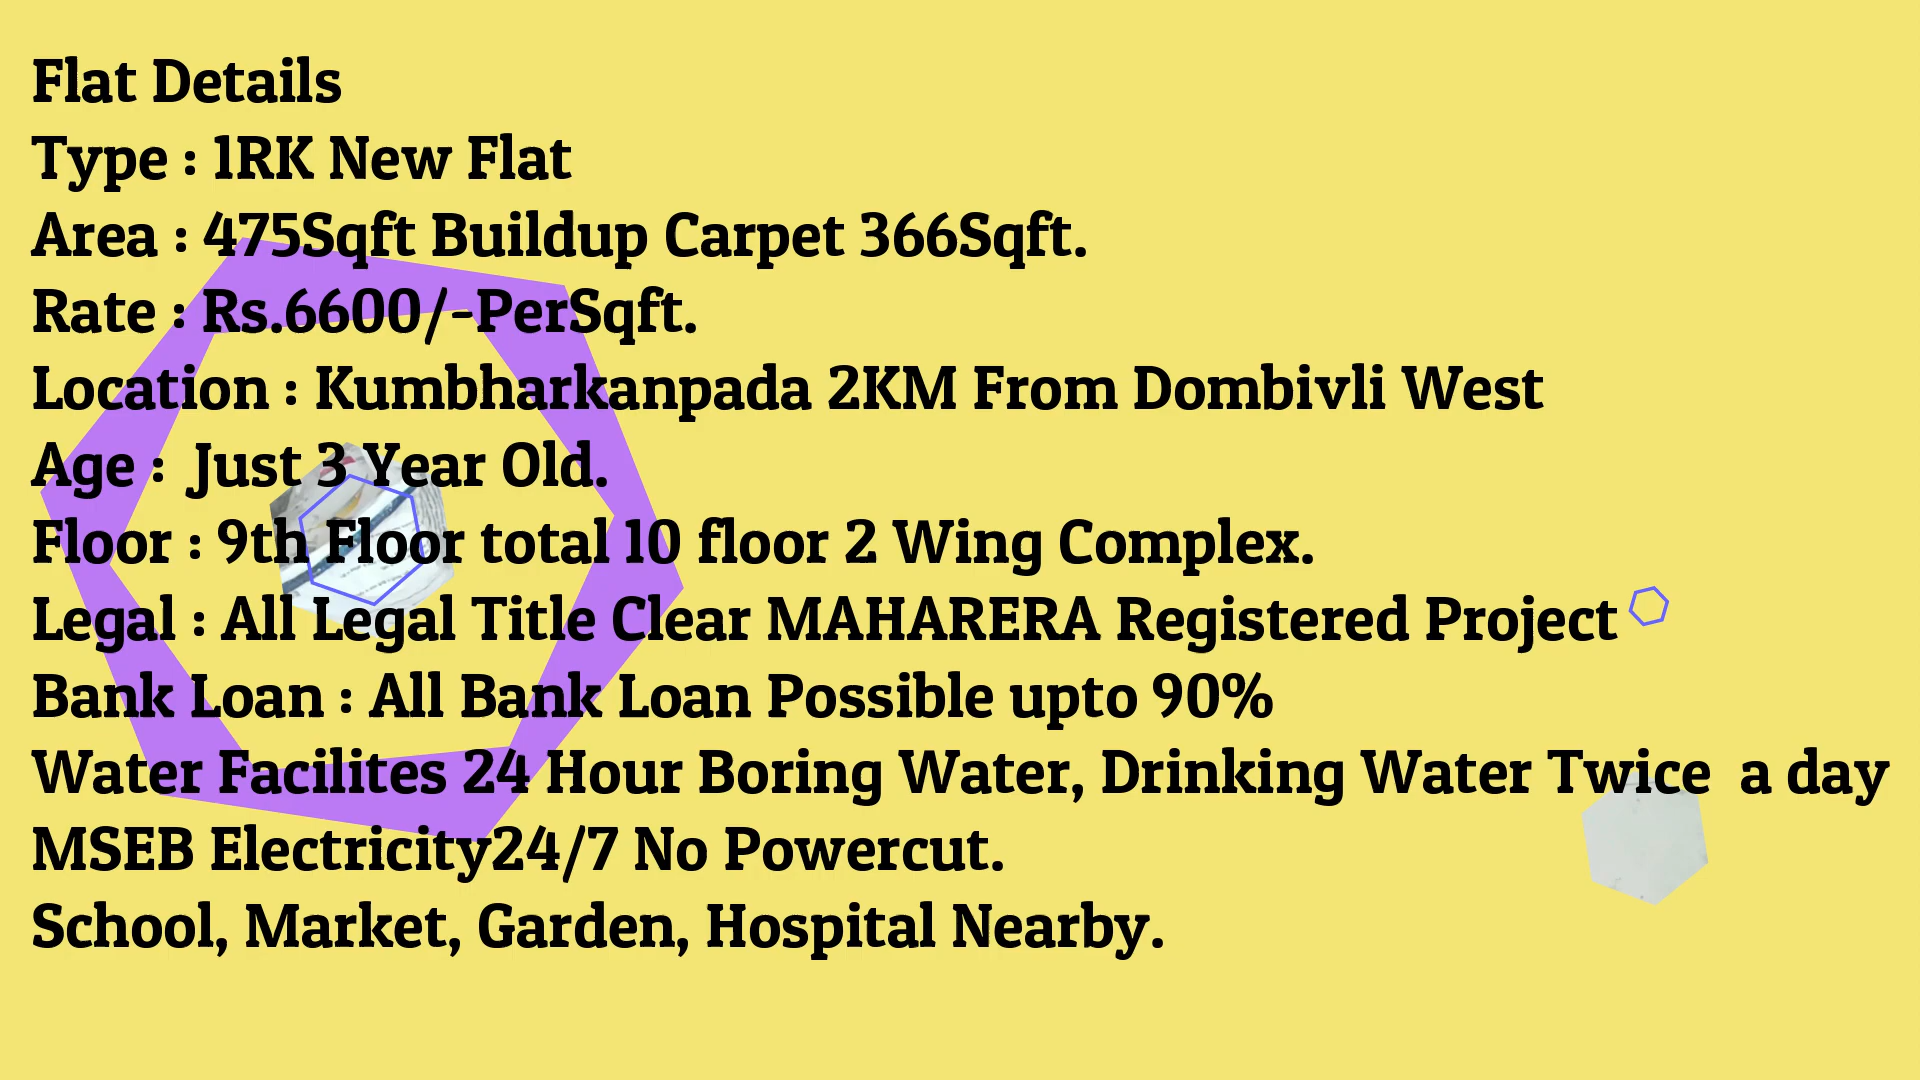 Flat Details
Type : 1RK New Flat
Area : 475Sqft Buildup Carpet 366Sqft.
Rate : Rs.6600/-PerSqft.
Location : Kumbharkanpada 2KM From Dombivli West
Age :  Just 3 Year Old.
Floor : 9th Floor total 10 floor 2 Wing Complex.
Legal : All Legal Title Clear MAHARERA Registered Project
Bank Loan : All Bank Loan Possible upto 90%
Water Facilites 24 Hour Boring Water, Drinking Water Twice  a day
MSEB Electricity24/7 No Powercut.
School, Market, Garden, Hospital Nearby.